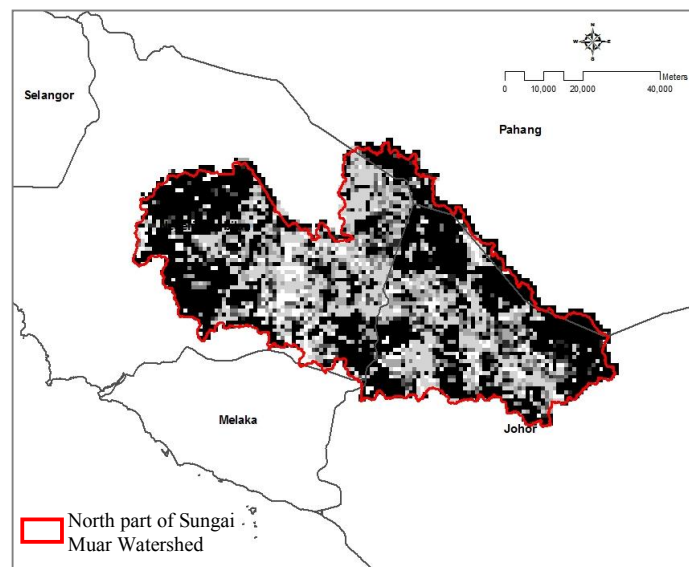 N
W E
S
Meters
0 10,000 20,000 40,000
Selangor
Pahang
Melaka
Johor
North part of Sungai
Muar Watershed